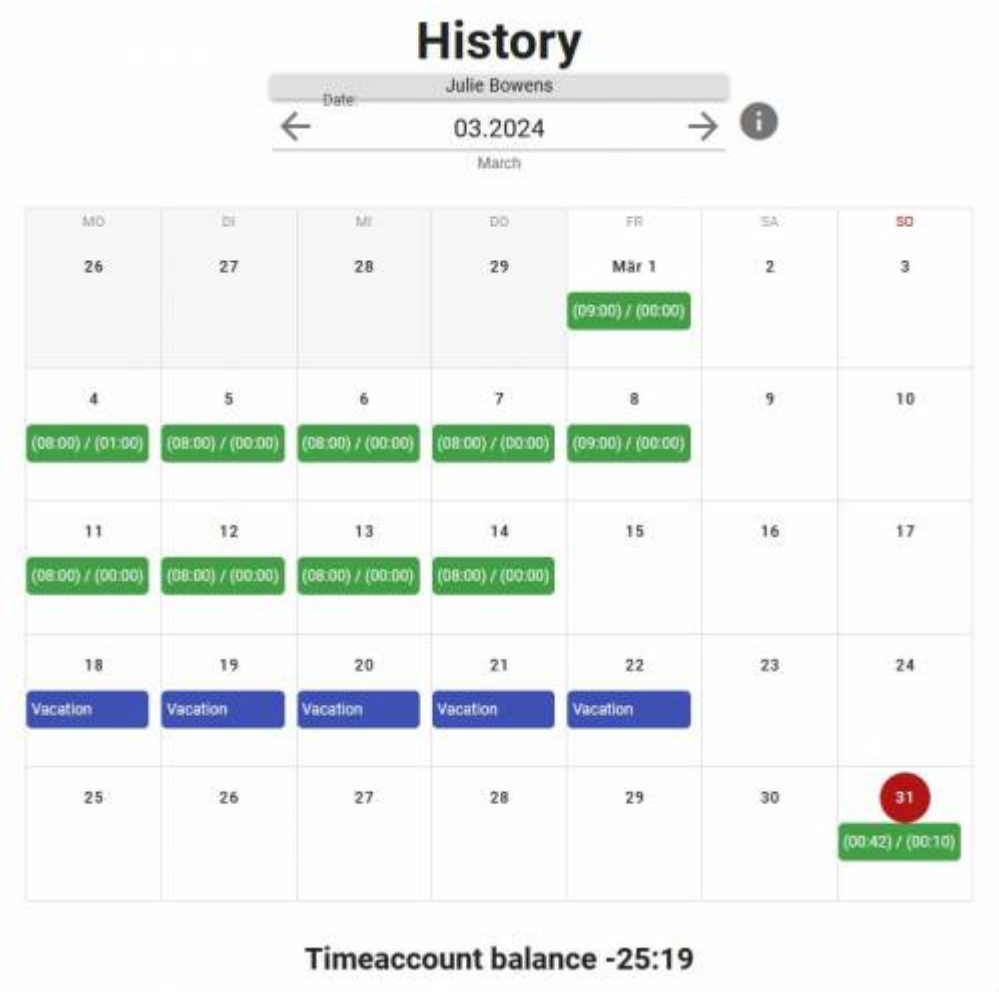 History
Julie Bowens
Date:
03.2024
March
MO DI MI DO FR SA SO
26 27 28 29 Mär 1 2 3
(09:00) / (00:00)
4 5 6 7 8 9 10
(08:00) / (01:00) (08:00) / (00:00) (08:00) / (00:00) (08:00) / (00:00) (09:00) / (00:00)
11 12 13 14 15 16 17
(08:00) / (00:00) (08:00) / (00:00) (08:00) / (00:00) (08:00) / (00:00)
18 19 20 21 22 23 24
Vacation Vacation Vacation Vacation Vacation
25 26 27 28 29 30 31
(00:42) / (00:10)
Timeaccount balance -25:19